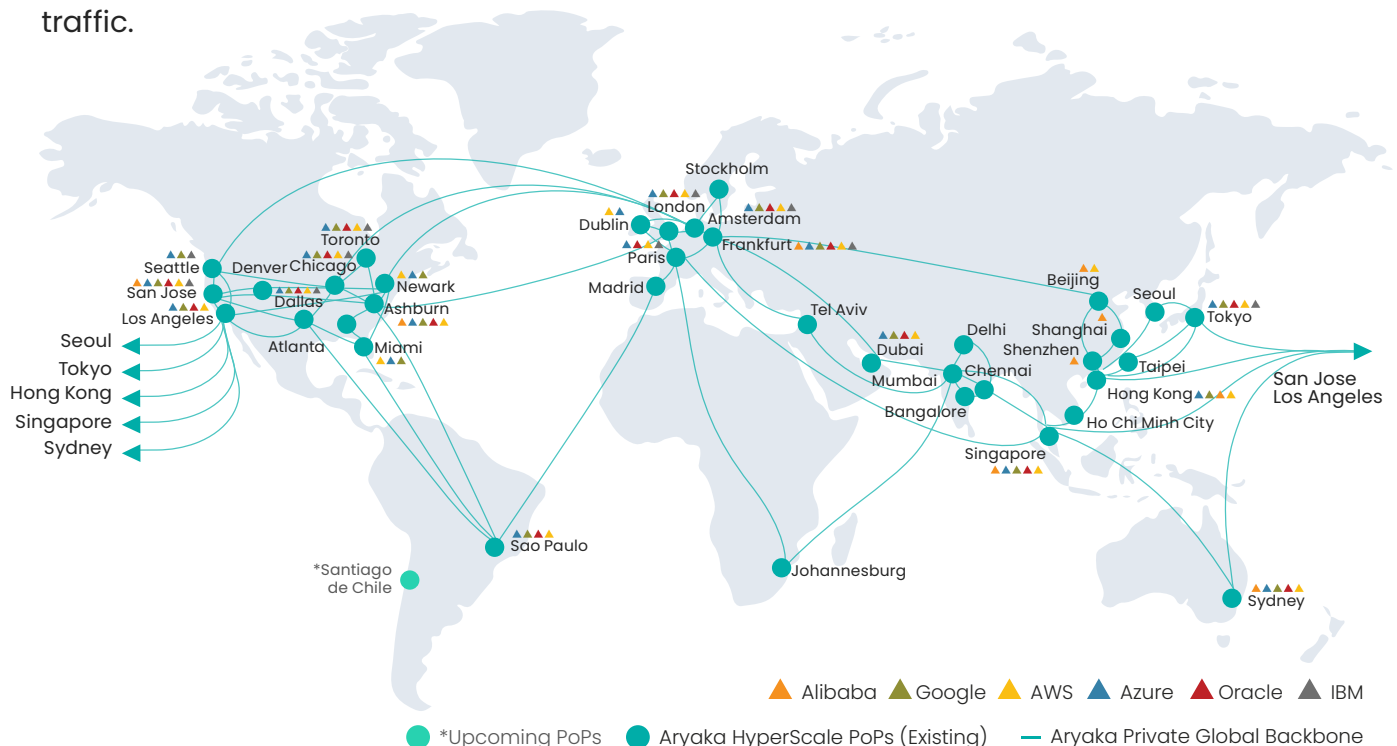 traffic.
Stockholm
London
Dublin
Amsterdam
Frankfurt
Paris
Madrid
Toronto
Seattle
Denver
Chicago
San Jose
Dallas
Newark
Los Angeles
Ashburn
Atlanta
Miami
Seoul
Tokyo
Hong Kong
Singapore
Sydney
Beijing
Seoul
Tokyo
Tel Aviv
Delhi
Shanghai
Dubai
Shenzhen
Mumbai
Chennai
Taipei
Bangalore
Hong Kong
Ho Chi Minh City
Singapore
San Jose
Los Angeles
Sao Paulo
*Santiago
de Chile
Johannesburg
Sydney
Alibaba
Google
AWS
Azure
Oracle
IBM
*Upcoming PoPs
Aryaka HyperScale PoPs (Existing)
Aryaka Private Global Backbone